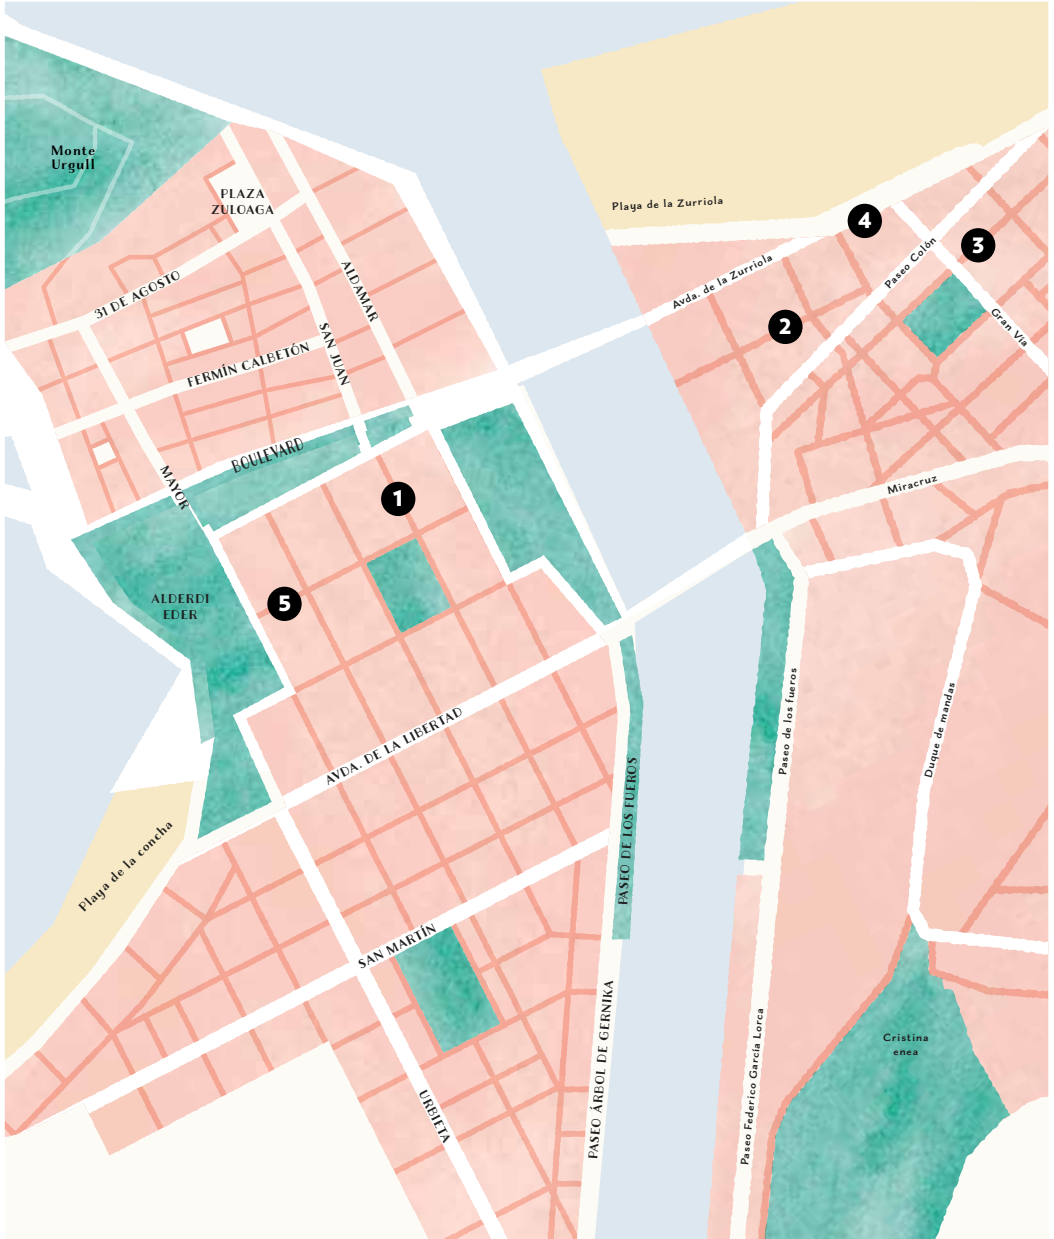 Monte
Urgull
PLAZA
ZULOAGA
Playa de la Zurriola
4
3
Paseo Colón
31 DE AGOSTO
ALDAMAR
Avda. de la Zurriola
2
Gran Vía
SAN JUAN
FERMÍN CALBETÓN
BOULEVARD
MAYOR
1
Miracruz
ALDERDI
EDER
5
AVDA. DE LA LIBERTAD
Paseo de los fueros
Duque de mandas
PASEO DE LOS FUEROS
Playa de la concha
SAN MARTÍN
PASEO ÁRBOL DE GERNIKA
Paseo Federico García Lorca
Cristina
enea
URBIETA